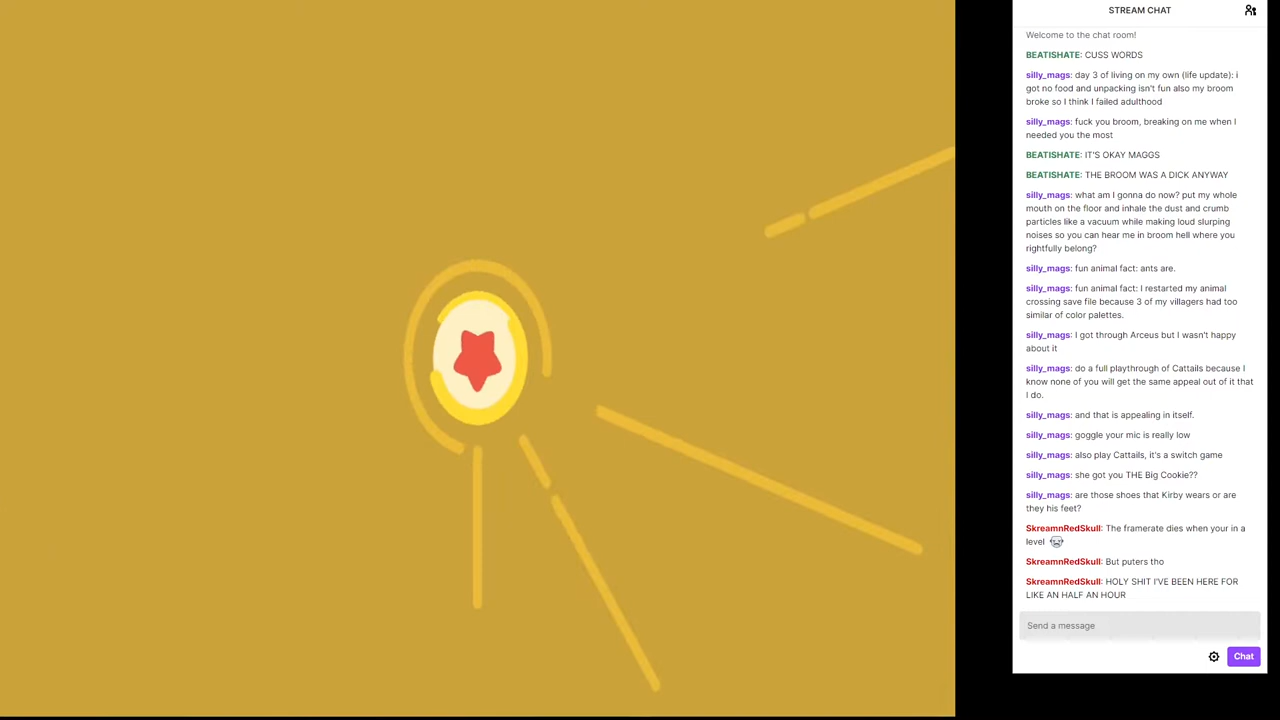 STREAM CHAT
Welcome to the chat room!
BEATISHATE: CUSS WORDS
silly_mags: day 3 of living on my own (life update): i
got no food and unpacking isn't fun also my broom
broke so I think I failed adulthood
silly_mags: fuck you broom, breaking on me when I
needed you the most
BEATISHATE: IT'S OKAY MAGGS
BEATISHATE: THE BROOM WAS A DICK ANYWAY
silly_mags: what am I gonna do now? put my whole
mouth on the floor and inhale the dust and crumb
particles like a vacuum while making loud slurping
noises so you can hear me in broom hell where you
rightfully belong?
silly_mags: fun animal fact: ants are.
silly_mags: fun animal fact: I restarted my animal
crossing save file because 3 of my villagers had too
similar of color palettes.
silly_mags: I got through Arceus but I wasn't happy
about it
silly_mags: do a full playthrough of Cattails because I
know none of you will get the same appeal out of it that
I do.
silly_mags: and that is appealing in itself.
silly_mags: goggle your mic is really low
silly_mags: also play Cattails, it's a switch game
silly_mags: she got you THE Big Cookie??
silly_mags: are those shoes that Kirby wears or are
they his feet?
SkreamnRedSkull: The framerate dies when your in a
level
SkreamnRedSkull: But puters tho
SkreamnRedSkull: HOLY SHIT I'VE BEEN HERE FOR
LIKE AN HALF AN HOUR
Send a message
Chat